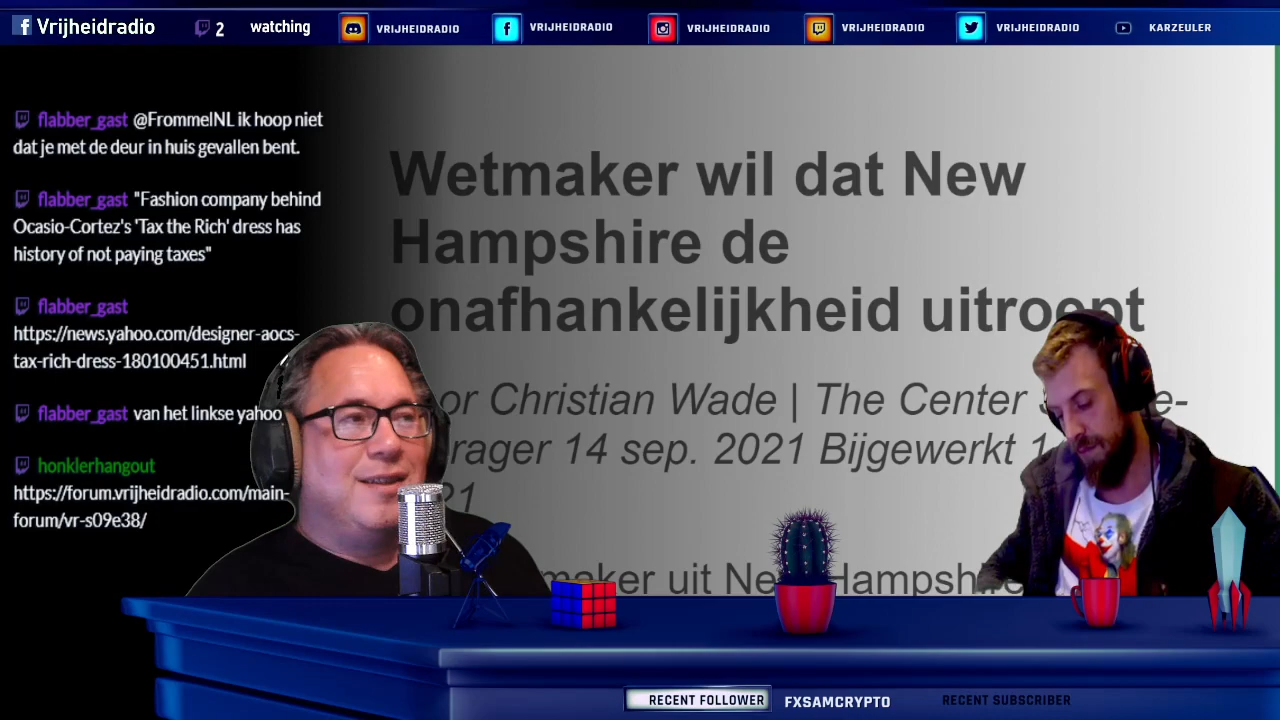 Vrijheidradio
2 watching
VRIJHEIDRADIO
VRIJHEIDRADIO
VRIJHEIDRADIO
VRIJHEIDRADIO
VRIJHEIDRADIO
KARZEULER
flabber_gast @FrommelNL ik hoop niet
dat je met de deur in huis gevallen bent.
flabber_gast "Fashion company behind
Ocasio-Cortez's 'Tax the Rich' dress has
history of not paying taxes"
flabber_gast
https://news.yahoo.com/designer-aocs-
tax-rich-dress-180100451.html
flabber_gast van het linkse yahoo
honklerhangout
https://forum.vrijheidradio.com/main-
forum/vr-s09e38/
Wetmaker wil dat New
Hampshire de
onafhankelijkheid uitroept
Christian Wade | The Center
14 sep. 2021 Bijgewerkt
uit New Hampshire
RECENT FOLLOWER FXSAMCRYPTO RECENT SUBSCRIBER